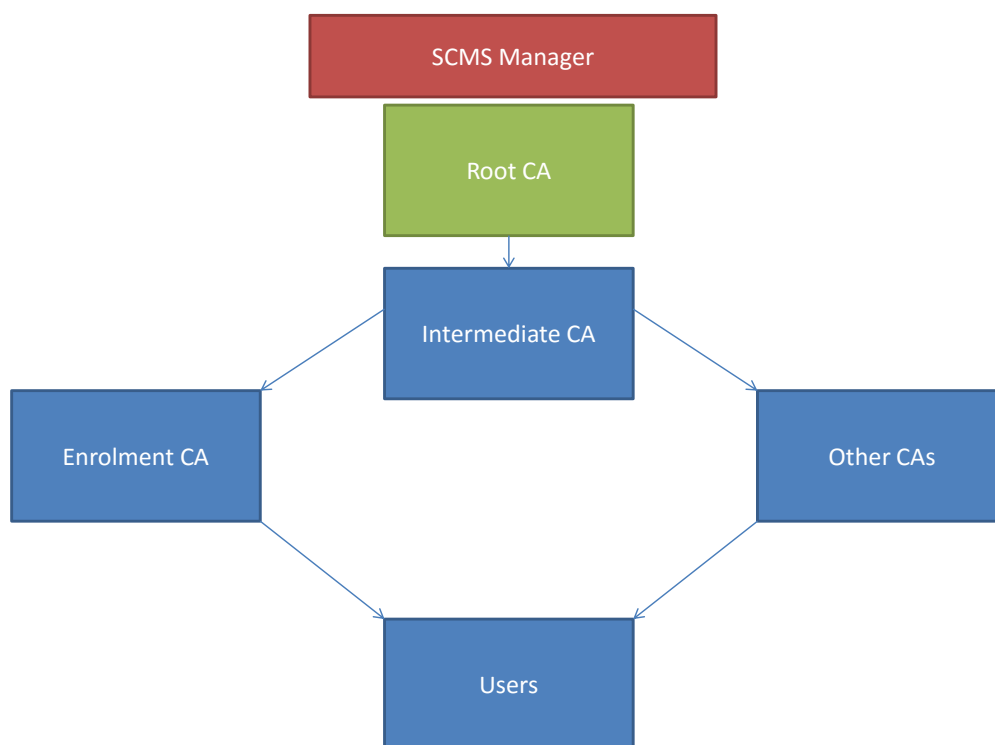 SCMS Manager
Root CA
Intermediate CA
Enrolment CA
Other CAs
Users